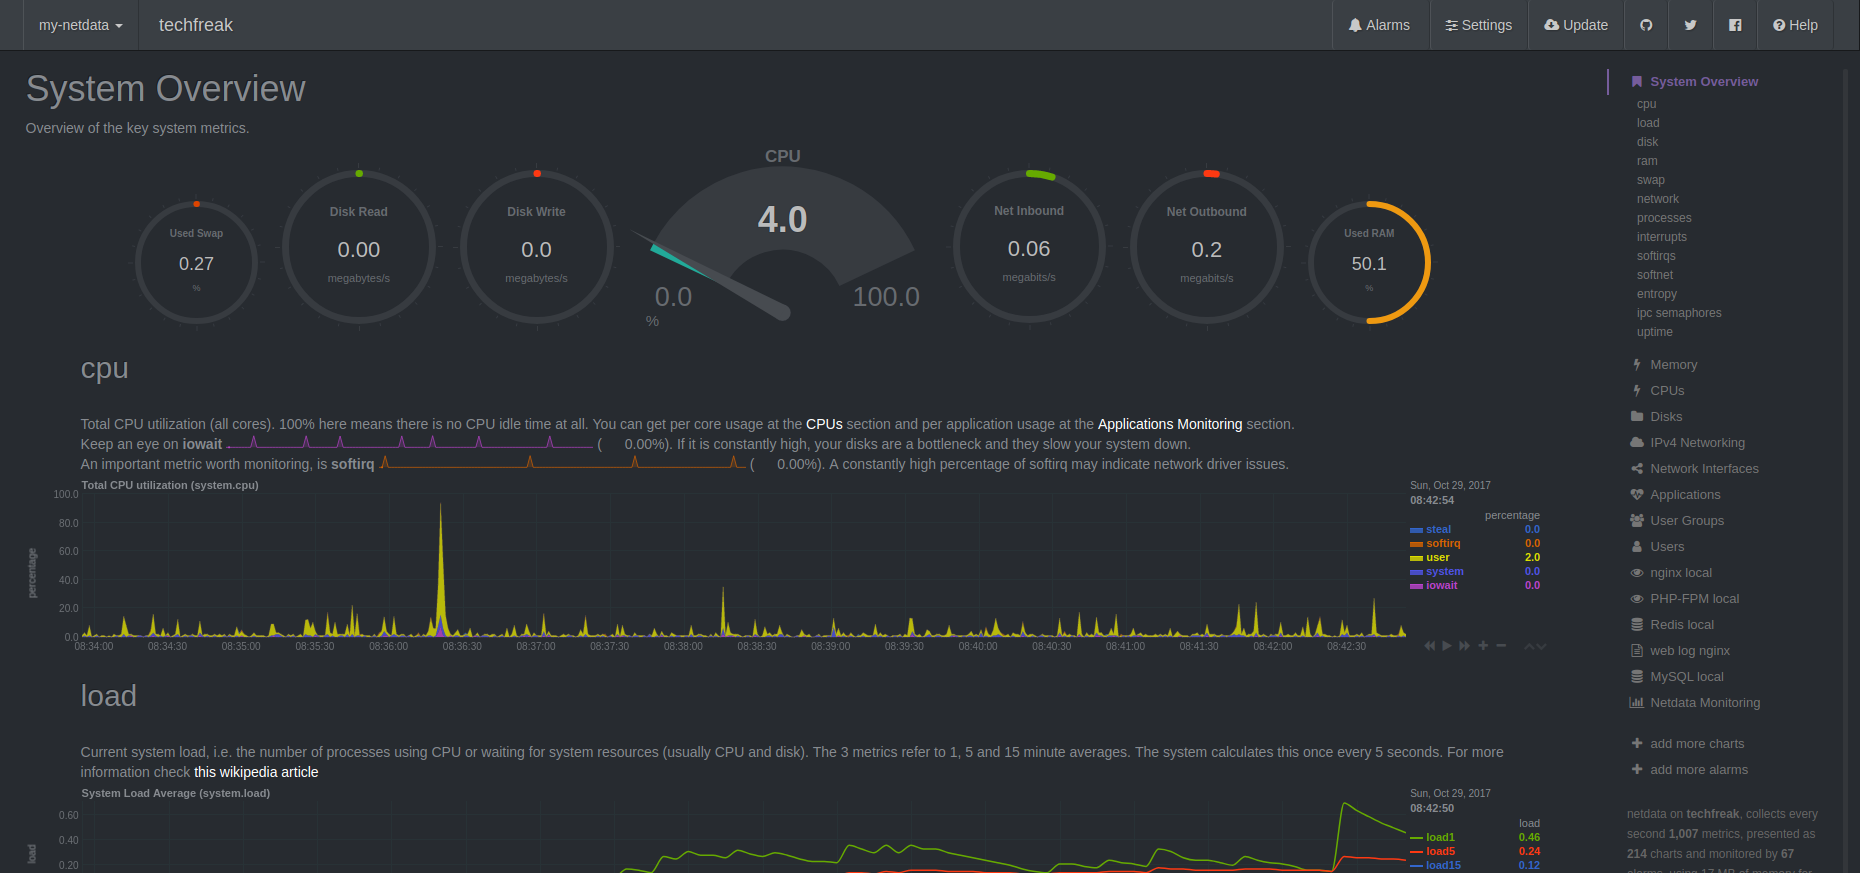 my-netdata
techfreak
Alarms
Settings
Update
Help
System Overview
Overview of the key system metrics.
Used Swap
0.27
%
Disk Read
0.00
megabytes/s
Disk Write
0.0
megabytes/s
CPU
4.0
0.0
100.0
%
Net Inbound
0.06
megabits/s
Net Outbound
0.2
megabits/s
Used RAM
50.1
%
cpu
Total CPU utilization (all cores). 100% here means there is no CPU idle time at all. You can get per core usage at the CPUs section and per application usage at the Applications Monitoring section.
Keep an eye on iowait ( 0.00%). If it is constantly high, your disks are a bottleneck and they slow your system down.
An important metric worth monitoring, is softirq ( 0.00%). A constantly high percentage of softirq may indicate network driver issues.
Total CPU utilization (system.cpu)
percentage
100.0
80.0
60.0
40.0
20.0
0.0
08:34:00 08:34:30 08:35:00 08:35:30 08:36:00 08:36:30 08:37:00 08:37:30 08:38:00 08:38:30 08:39:00 08:39:30 08:40:00 08:40:30 08:41:00 08:41:30 08:42:00 08:42:30
Sun, Oct 29, 2017
08:42:54
percentage
steal 0.0
softirq 0.0
user 2.0
system 0.0
iowait 0.0
load
Current system load, i.e. the number of processes using CPU or waiting for system resources (usually CPU and disk). The 3 metrics refer to 1, 5 and 15 minute averages. The system calculates this once every 5 seconds. For more
information check this wikipedia article
System Load Average (system.load)
load
0.60
0.40
0.20
Sun, Oct 29, 2017
08:42:50
load
load1 0.46
load5 0.24
load15 0.12
System Overview
cpu
load
disk
ram
swap
network
processes
interrupts
softirqs
softnet
entropy
ipc semaphores
uptime
Memory
CPUs
Disks
IPv4 Networking
Network Interfaces
Applications
User Groups
Users
nginx local
PHP-FPM local
Redis local
web log nginx
MySQL local
Netdata Monitoring
add more charts
add more alarms
netdata on techfreak, collects every
second 1,007 metrics, presented as
214 charts and monitored by 67
alarms, using 17 MB of memory for